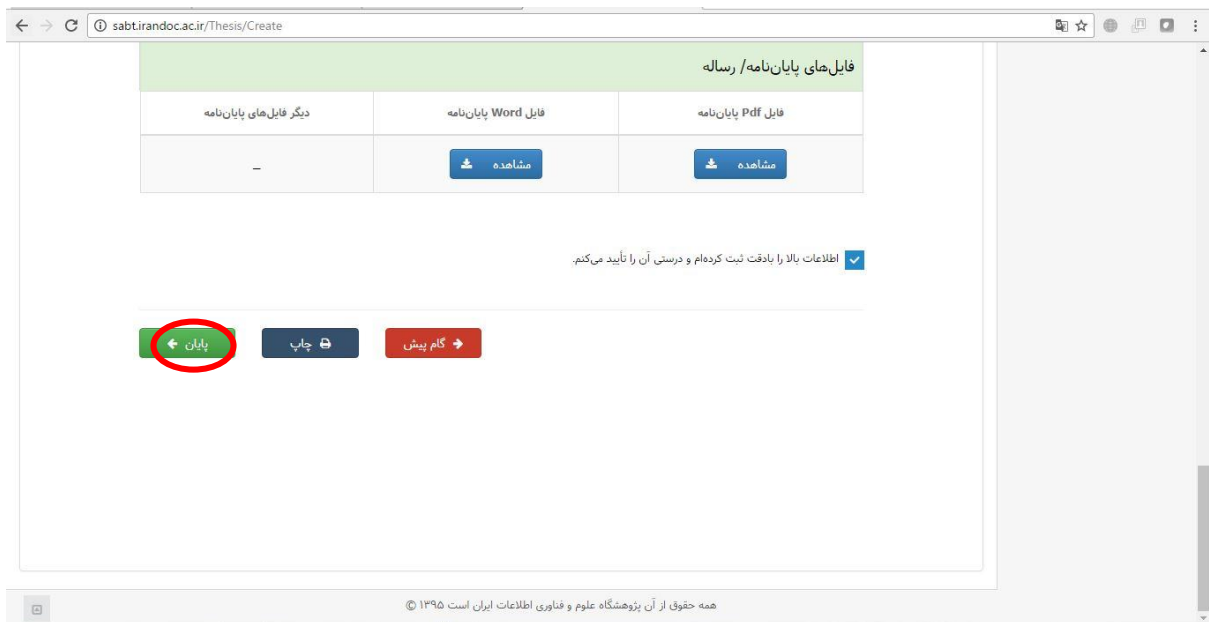 sabt.irandoc.ac.ir/Thesis/Create
فایل‌های پایان‌نامه/ رساله
فایل Pdf پایان‌نامه
فایل Word پایان‌نامه
دیگر فایل‌های پایان‌نامه
مشاهده
مشاهده
–
اطلاعات بالا را بادقت ثبت کرده‌ام و درستی آن را تأیید می‌کنم.
گام پیش
چاپ
پایان
همه حقوق از آن پژوهشگاه علوم و فناوری اطلاعات ایران است ۱۳۹۵ ©